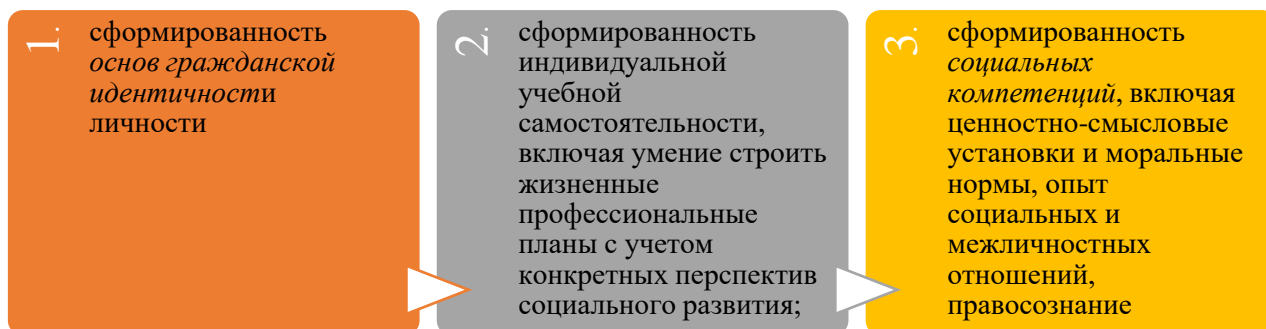 1.
сформированность
основ гражданской
идентичности
личности
2.
сформированность
индивидуальной
учебной
самостоятельности,
включая умение строить
жизненные
профессиональные
планы с учетом
конкретных перспектив
социального развития;
3.
сформированность
социальных
компетенций, включая
ценностно-смысловые
установки и моральные
нормы, опыт
социальных и
межличностных
отношений,
правосознание